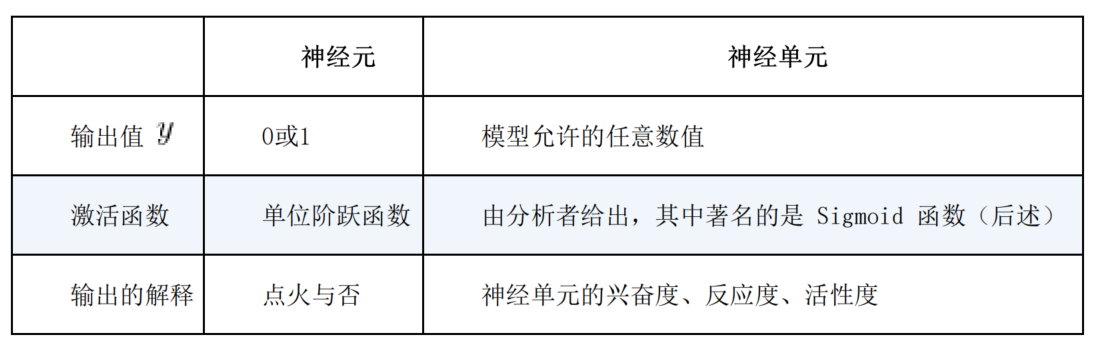 神经元 神经单元
输出值 y 0或1 模型允许的任意数值
激活函数 单位阶跃函数 由分析者给出，其中著名的是 Sigmoid 函数（后述）
输出的解释 点火与否 神经单元的兴奋度、反应度、活性度